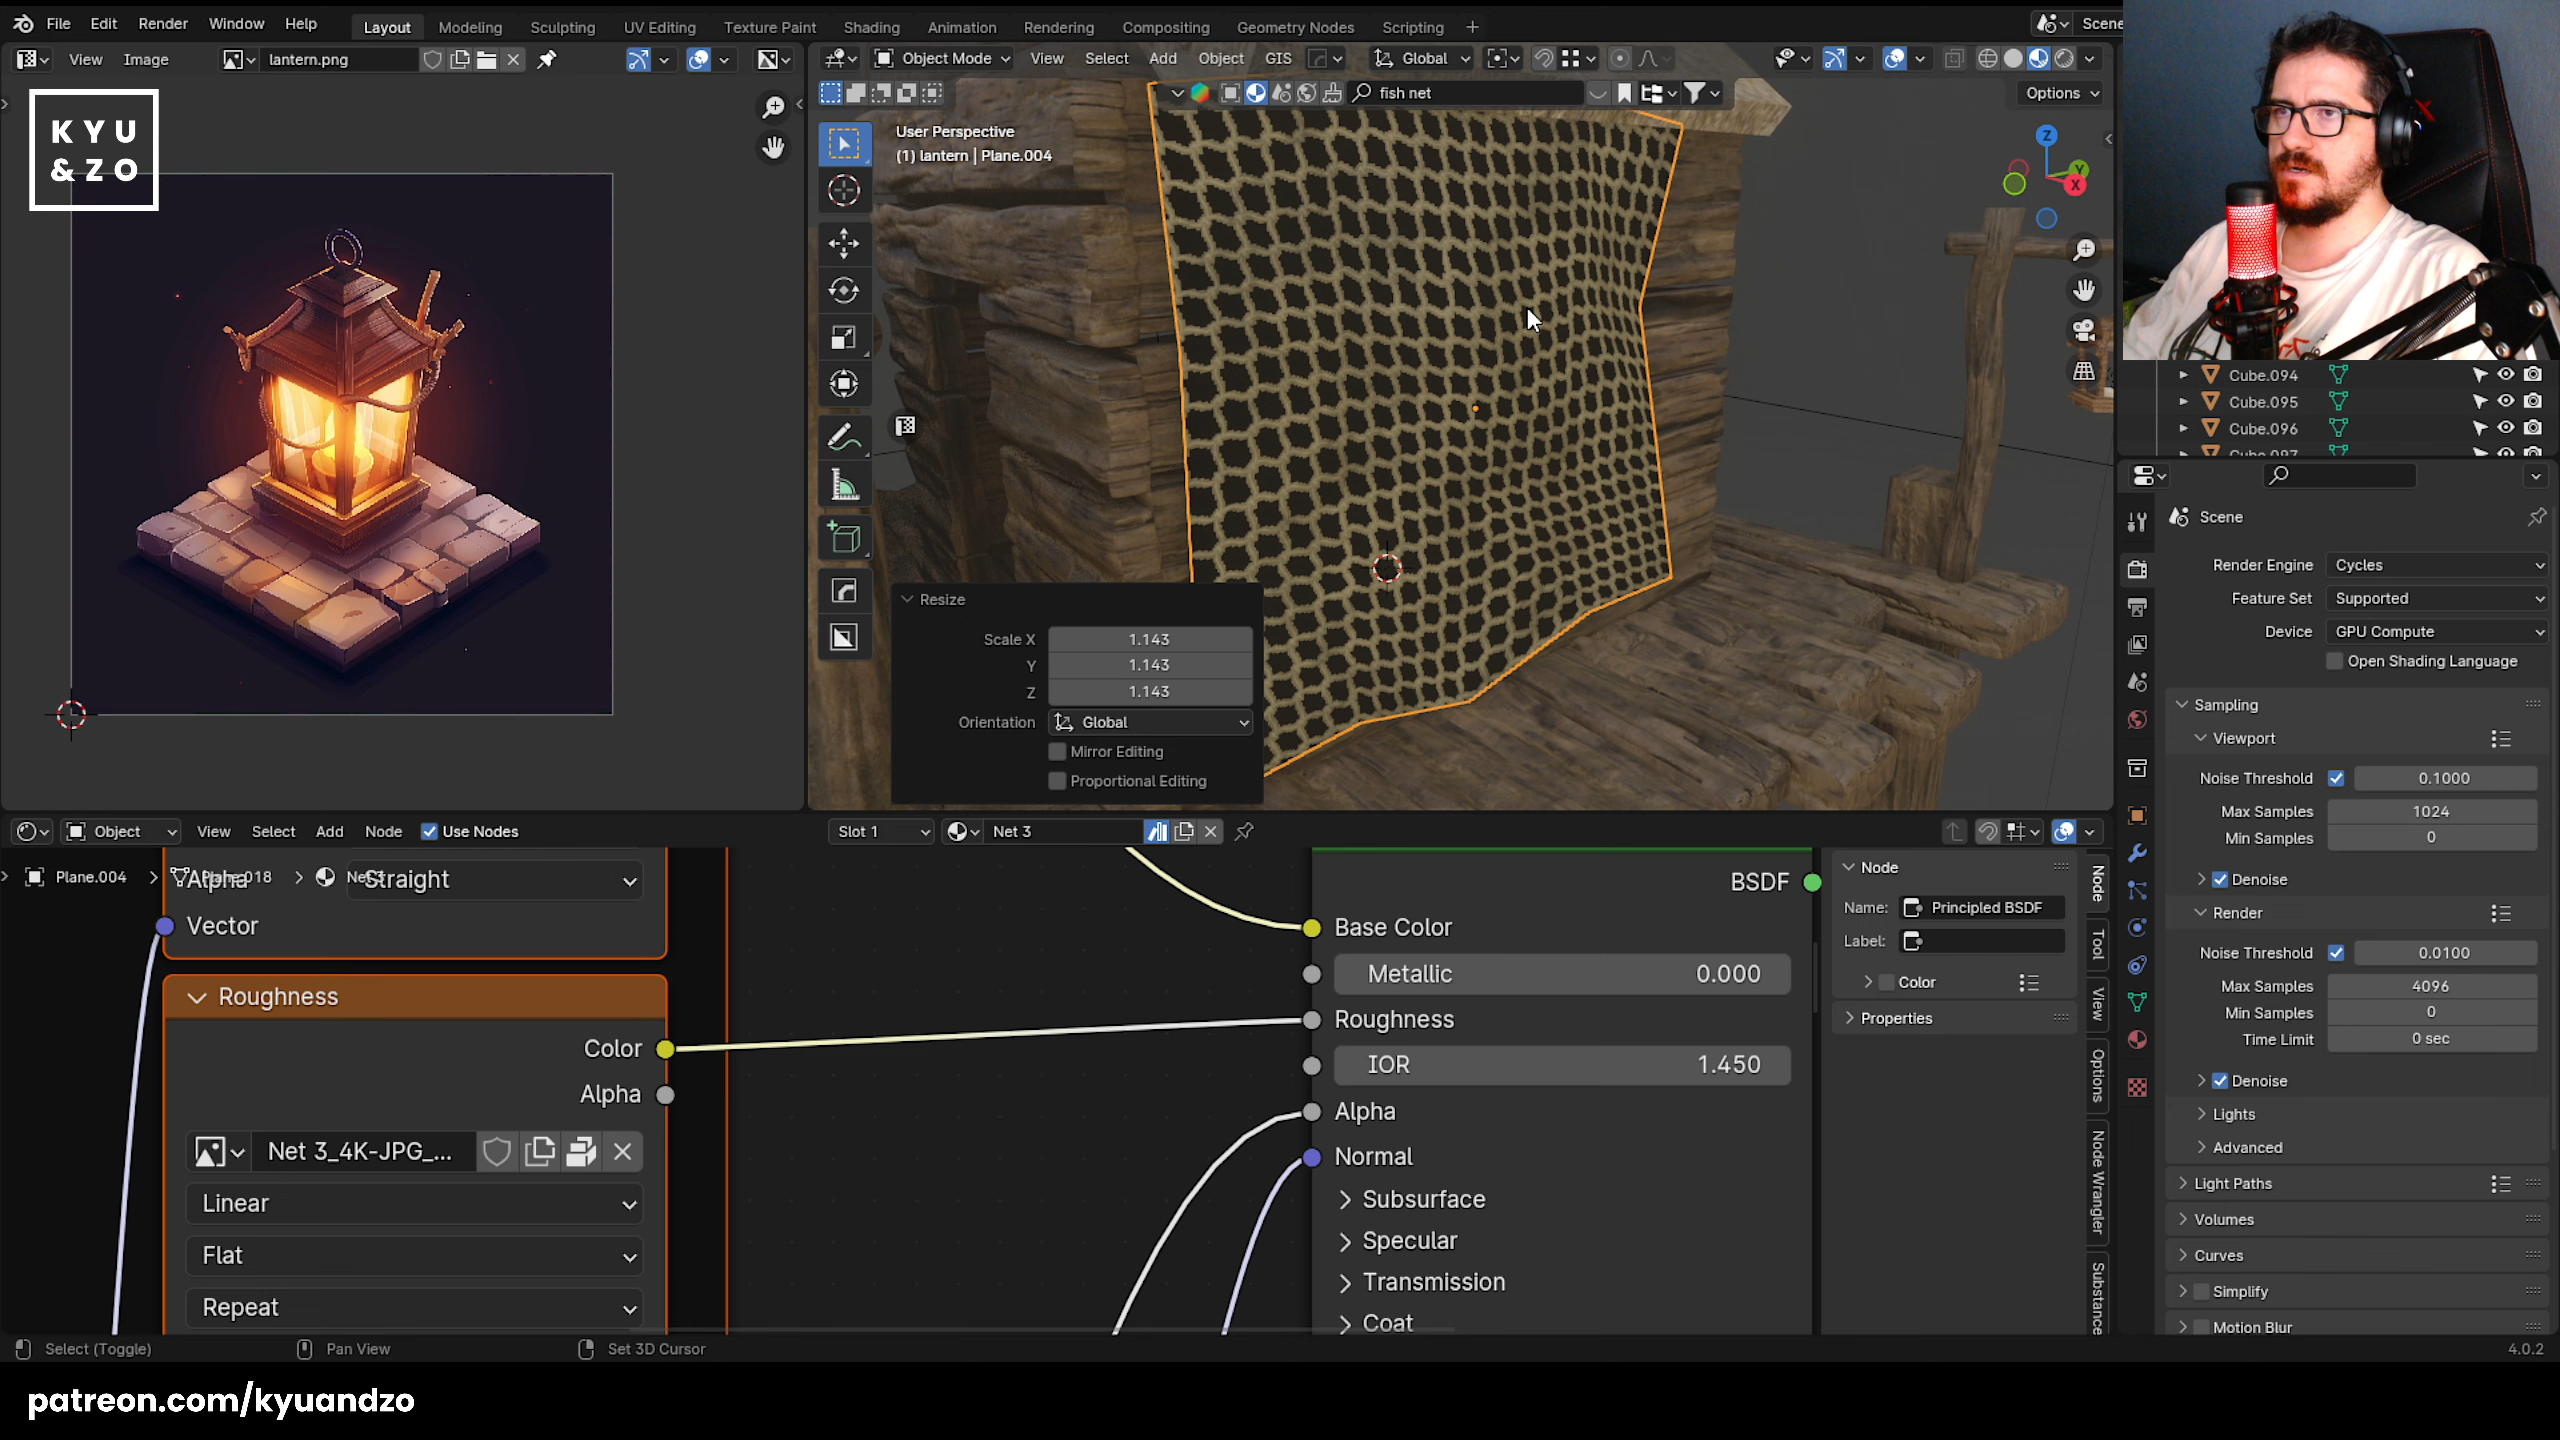 File Edit Render Window Help
Layout Modeling Sculpting UV Editing Texture Paint Shading Animation Rendering Compositing Geometry Nodes Scripting +
Scene
View Image lantern.png
Object Mode View Select Add Object GIS Global
KYU
&ZO
fish net
Options
User Perspective
(1) lantern | Plane.004
Z
Y
X
Resize
Scale X 1.143
Y 1.143
Z 1.143
Orientation Global
Mirror Editing
Proportional Editing
Cube.094
Cube.095
Cube.096
Scene
Render Engine Cycles
Feature Set Supported
Device GPU Compute
Open Shading Language
Sampling
Viewport
Noise Threshold 0.1000
Max Samples 1024
Min Samples 0
Denoise
Render
Noise Threshold 0.0100
Max Samples 4096
Min Samples 0
Time Limit 0 sec
Denoise
Lights
Advanced
Light Paths
Volumes
Curves
Simplify
Motion Blur
Object View Select Add Node Use Nodes Slot 1 Net 3
Plane.004
Alpha Straight
Vector
Roughness
Color
Alpha
Net 3_4K-JPG_...
Linear
Flat
Repeat
BSDF
Base Color
Metallic 0.000
Roughness
IOR 1.450
Alpha
Normal
Subsurface
Specular
Transmission
Coat
Node
Name: Principled BSDF
Label:
Color
Properties
Node
Tool
View
Options
Node Wrangler
Substance
Select (Toggle) Pan View Set 3D Cursor 4.0.2
patreon.com/kyuandzo